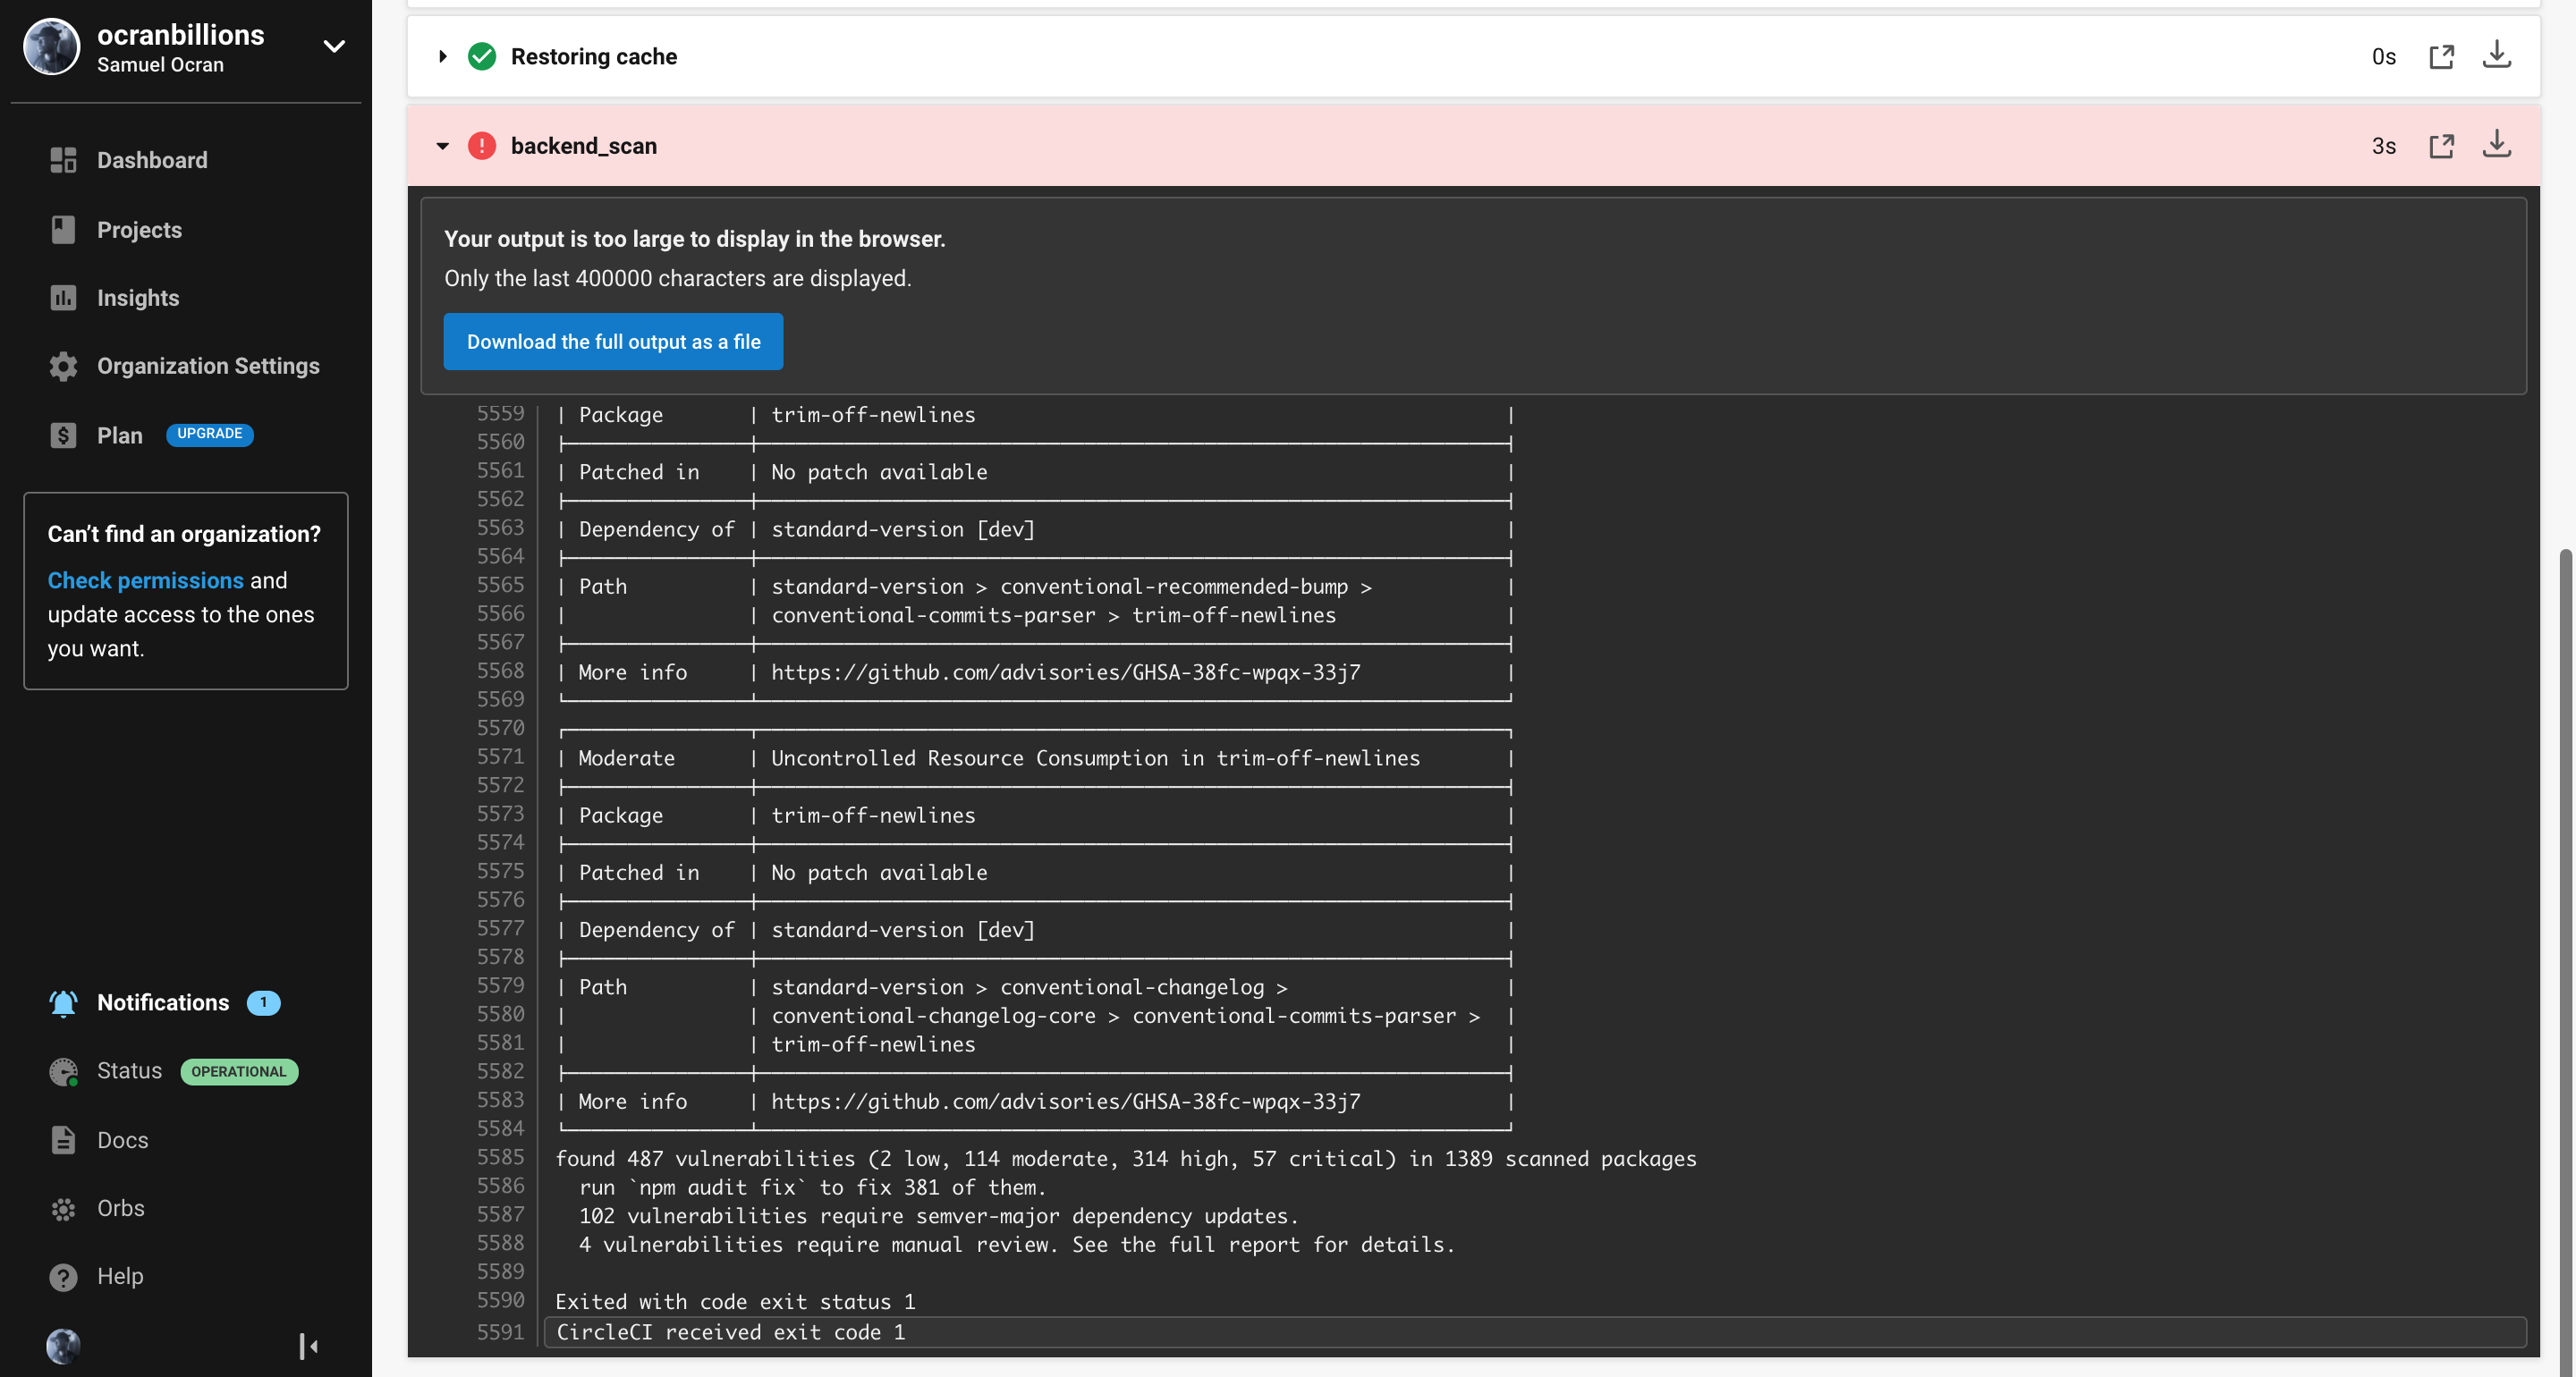 ocranbillions
Samuel Ocran
Dashboard
Projects
Insights
Organization Settings
Plan UPGRADE
Can't find an organization?
Check permissions and
update access to the ones
you want.
Notifications 1
Status OPERATIONAL
Docs
Orbs
Help
Restoring cache 0s
backend_scan 3s
Your output is too large to display in the browser.
Only the last 400000 characters are displayed.
Download the full output as a file
5559 | Package | trim-off-newlines |
5560
5561 | Patched in | No patch available |
5562
5563 | Dependency of | standard-version [dev] |
5564
5565 | Path | standard-version > conventional-recommended-bump > |
5566 | | conventional-commits-parser > trim-off-newlines |
5567
5568 | More info | https://github.com/advisories/GHSA-38fc-wpqx-33j7 |
5569
5570
5571 | Moderate | Uncontrolled Resource Consumption in trim-off-newlines |
5572
5573 | Package | trim-off-newlines |
5574
5575 | Patched in | No patch available |
5576
5577 | Dependency of | standard-version [dev] |
5578
5579 | Path | standard-version > conventional-changelog > |
5580 | | conventional-changelog-core > conventional-commits-parser > |
5581 | | trim-off-newlines |
5582
5583 | More info | https://github.com/advisories/GHSA-38fc-wpqx-33j7 |
5584
5585 found 487 vulnerabilities (2 low, 114 moderate, 314 high, 57 critical) in 1389 scanned packages
5586 run `npm audit fix` to fix 381 of them.
5587 102 vulnerabilities require semver-major dependency updates.
5588 4 vulnerabilities require manual review. See the full report for details.
5589
5590 Exited with code exit status 1
5591 CircleCI received exit code 1